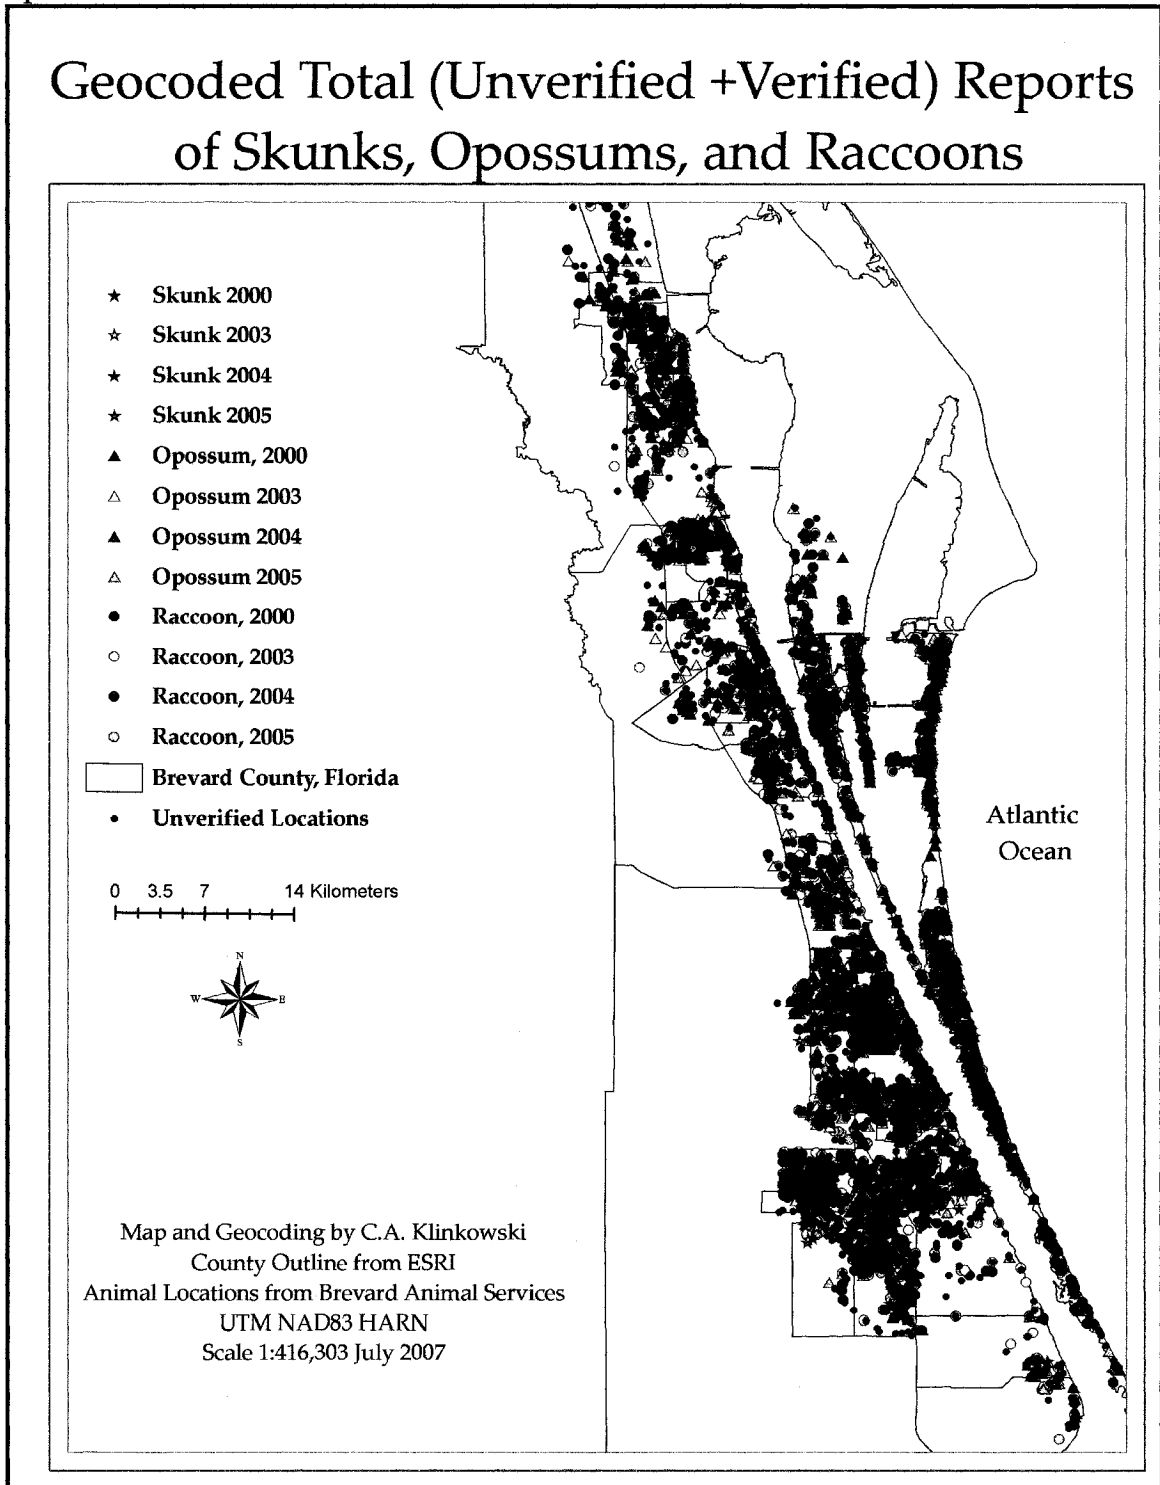 Geocoded Total (Unverified +Verified) Reports
of Skunks, Opossums, and Raccoons
Skunk 2000
Skunk 2003
Skunk 2004
Skunk 2005
Opossum, 2000
Opossum 2003
Opossum 2004
Opossum 2005
Raccoon, 2000
Raccoon, 2003
Raccoon, 2004
Raccoon, 2005
Brevard County, Florida
Unverified Locations
0 3.5 7 14 Kilometers
N
W E
S
Atlantic
Ocean
Map and Geocoding by C.A. Klinkowski
County Outline from ESRI
Animal Locations from Brevard Animal Services
UTM NAD83 HARN
Scale 1:416,303 July 2007